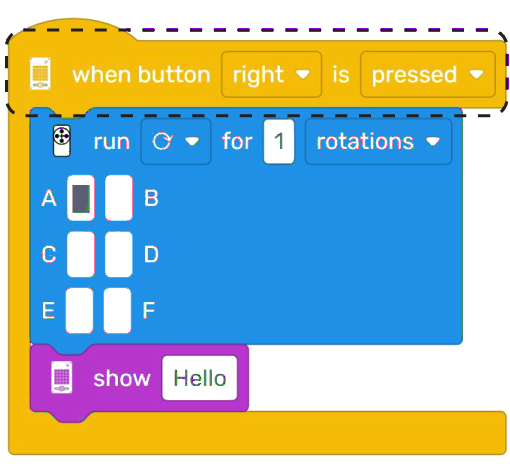 when button right is pressed
run for 1 rotations
A B
C D
E F
show Hello